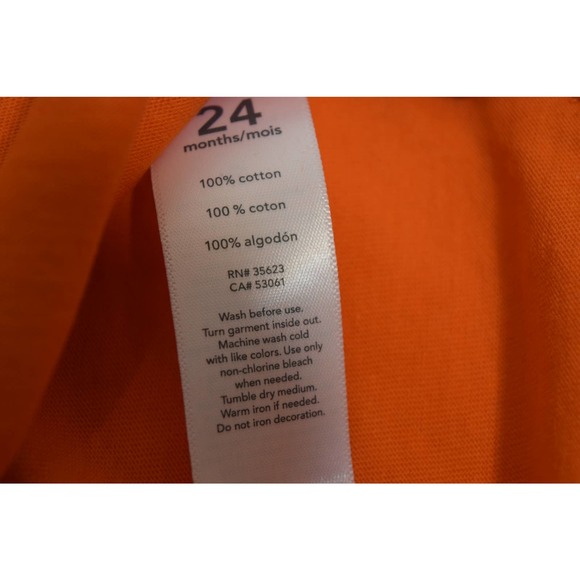 24
months/mois
100% cotton
100 % coton
100% algodón
RN# 35623
CA# 53061
Wash before use.
Turn garment inside out.
Machine wash cold
with like colors. Use only
non-chlorine bleach
when needed.
Tumble dry medium.
Warm iron if needed.
Do not iron decoration.